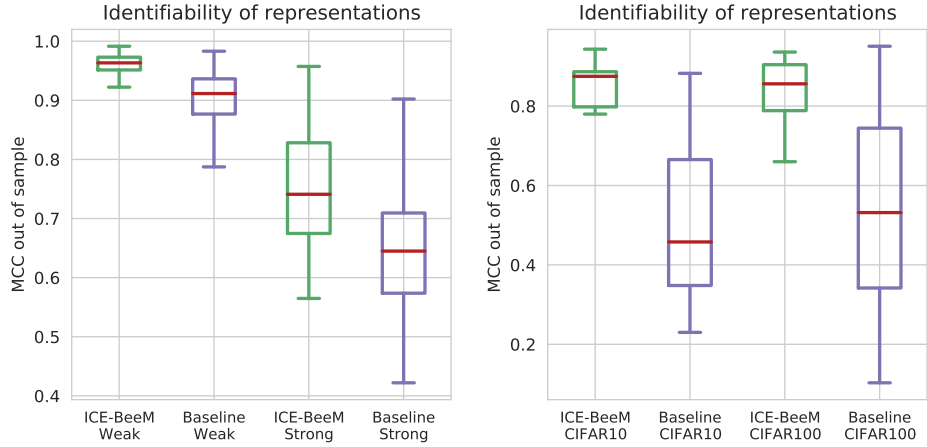 Identifiability of representations
MCC out of sample
1.0
0.9
0.8
0.7
0.6
0.5
0.4
ICE-BeeM
Weak
Baseline
Weak
ICE-BeeM
Strong
Baseline
Strong
Identifiability of representations
MCC out of sample
0.8
0.6
0.4
0.2
ICE-BeeM
CIFAR10
Baseline
CIFAR10
ICE-BeeM
CIFAR100
Baseline
CIFAR100